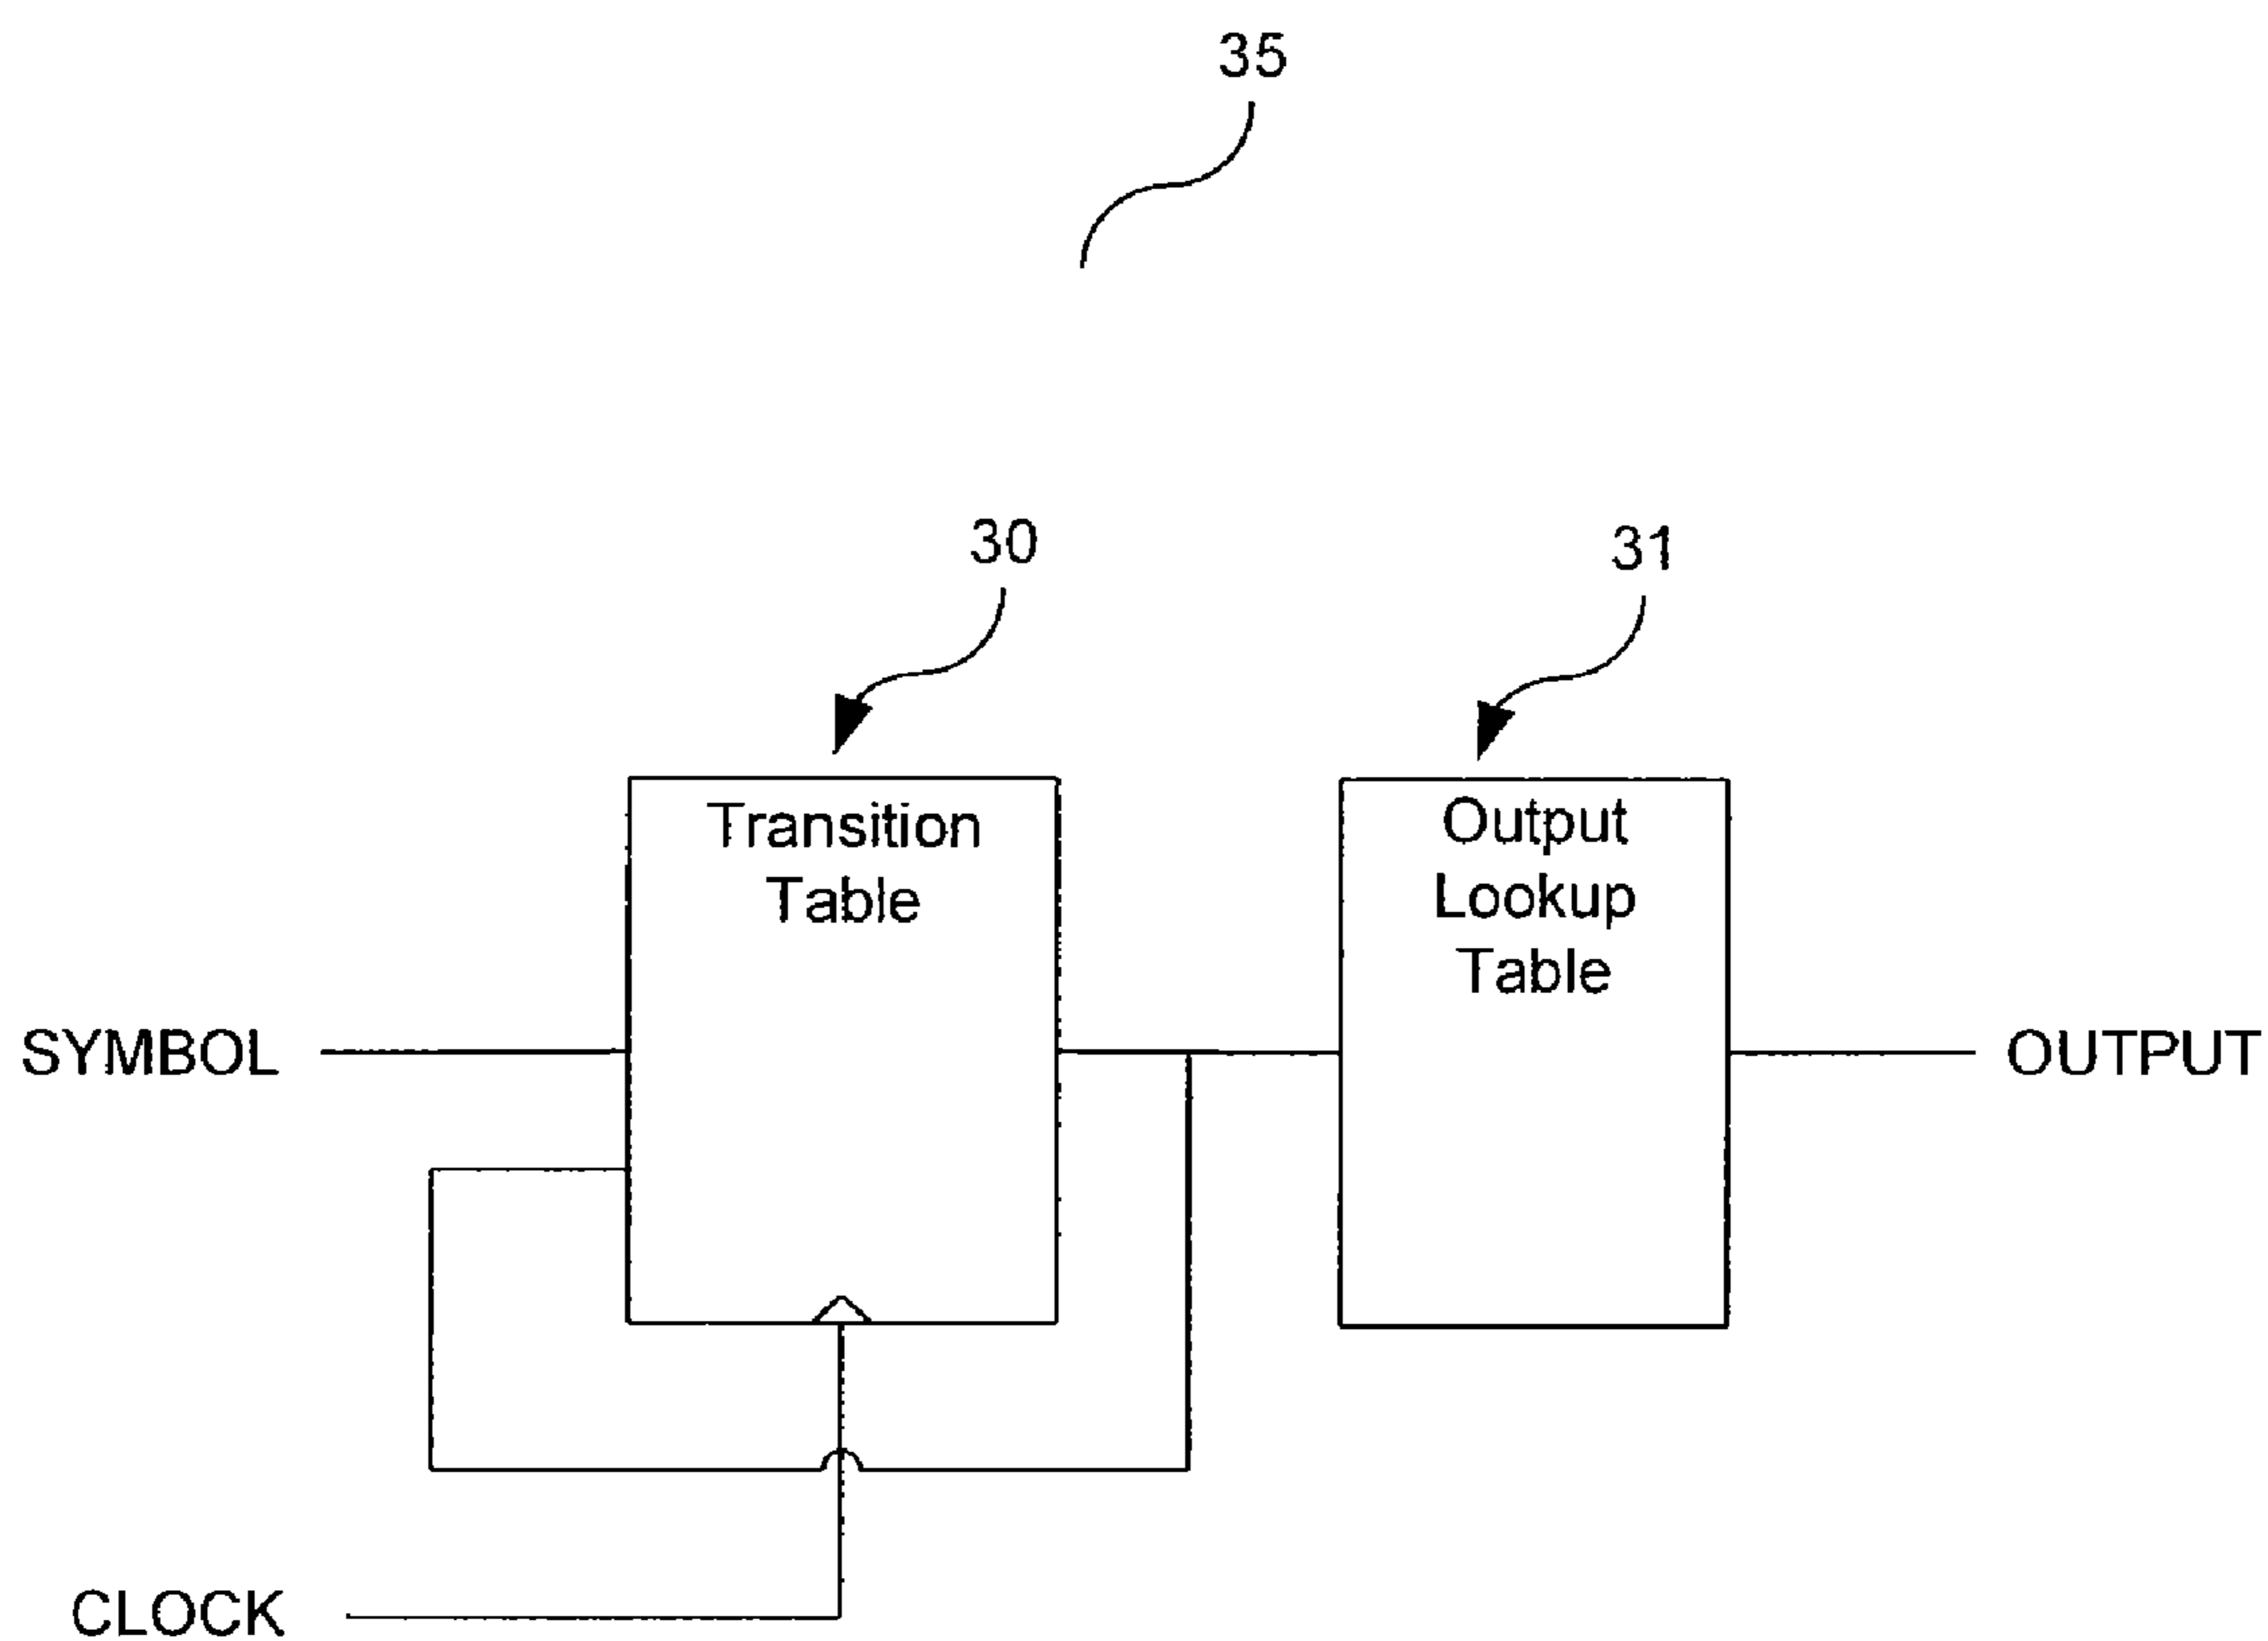 35
30
31
Transition
Table
Output
Lookup
Table
SYMBOL
OUTPUT
CLOCK